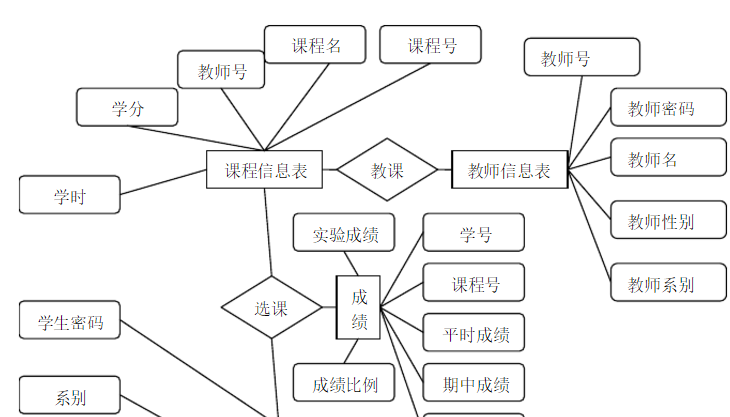 课程名
课程号
教师号
教师号
学分
教师密码
课程信息表
教课
教师信息表
教师名
学时
实验成绩
学号
教师性别
课程号
教师系别
选课
成
绩
学生密码
平时成绩
系别
成绩比例
期中成绩